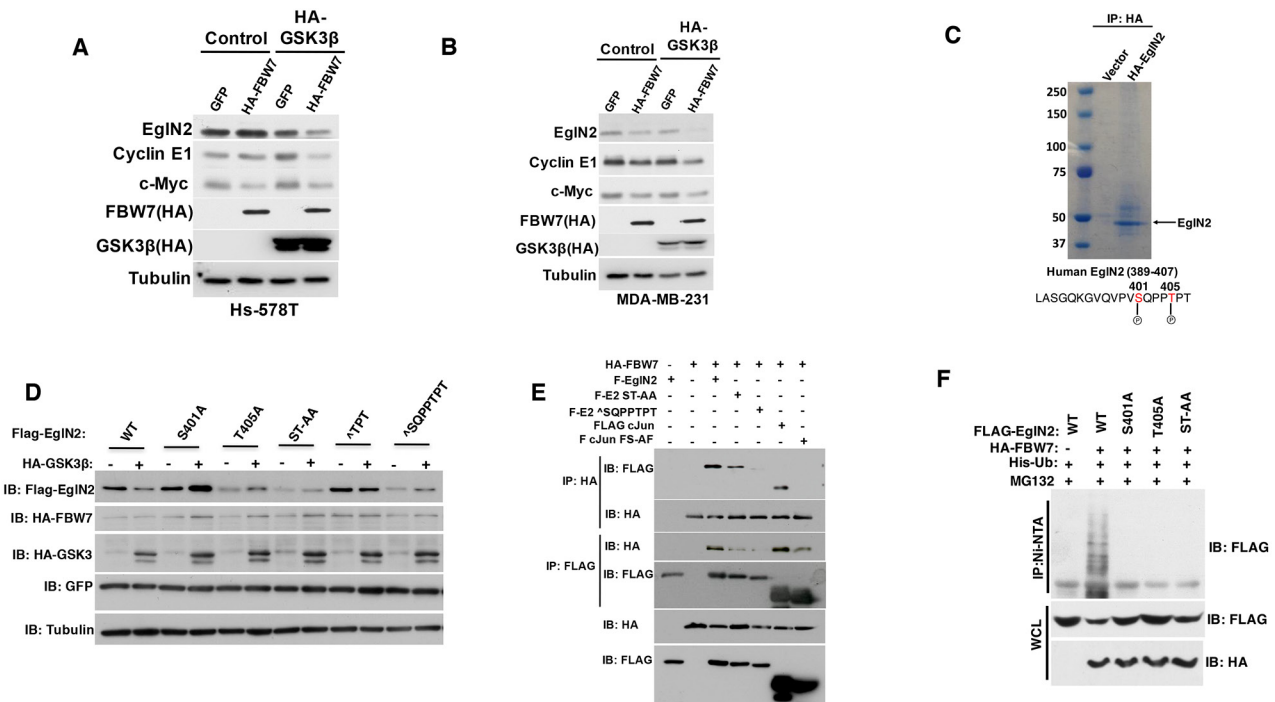 A
Control
HA-
GSK3β
GFP
HA-FBW7
GFP
HA-FBW7
EglN2
Cyclin E1
c-Myc
FBW7(HA)
GSK3β(HA)
Tubulin
Hs-578T
B
Control
HA-
GSK3β
GFP
HA-FBW7
GFP
HA-FBW7
EglN2
Cyclin E1
c-Myc
FBW7(HA)
GSK3β(HA)
Tubulin
MDA-MB-231
C
IP: HA
Vector
HA-EglN2
250
150
100
75
50
37
EglN2
Human EglN2 (389-407)
401 405
LASGQKGVQVPVSQPPTPT
P P
D
Flag-EglN2: WT S401A T405A ST-AA ^TPT ^SQPPTPT
HA-GSK3β: - + - + - + - + - + - +
IB: Flag-EglN2
IB: HA-FBW7
IB: HA-GSK3
IB: GFP
IB: Tubulin
E
HA-FBW7 - + + + + + +
F-EglN2 + - + - - - -
F-E2 ST-AA - - - + - - -
F-E2 ^SQPPTPT - - - - + - -
FLAG cJun - - - - - + -
F cJun FS-AF - - - - - - +
IP: HA
IB: FLAG
IB: HA
IP: FLAG
IB: HA
IB: FLAG
IB: HA
IB: FLAG
F
FLAG-EglN2: WT WT S401A T405A ST-AA
HA-FBW7: - + + + +
His-Ub: + + + + +
MG132 + + + + +
IP:Ni-NTA
IB: FLAG
WCL
IB: FLAG
IB: HA